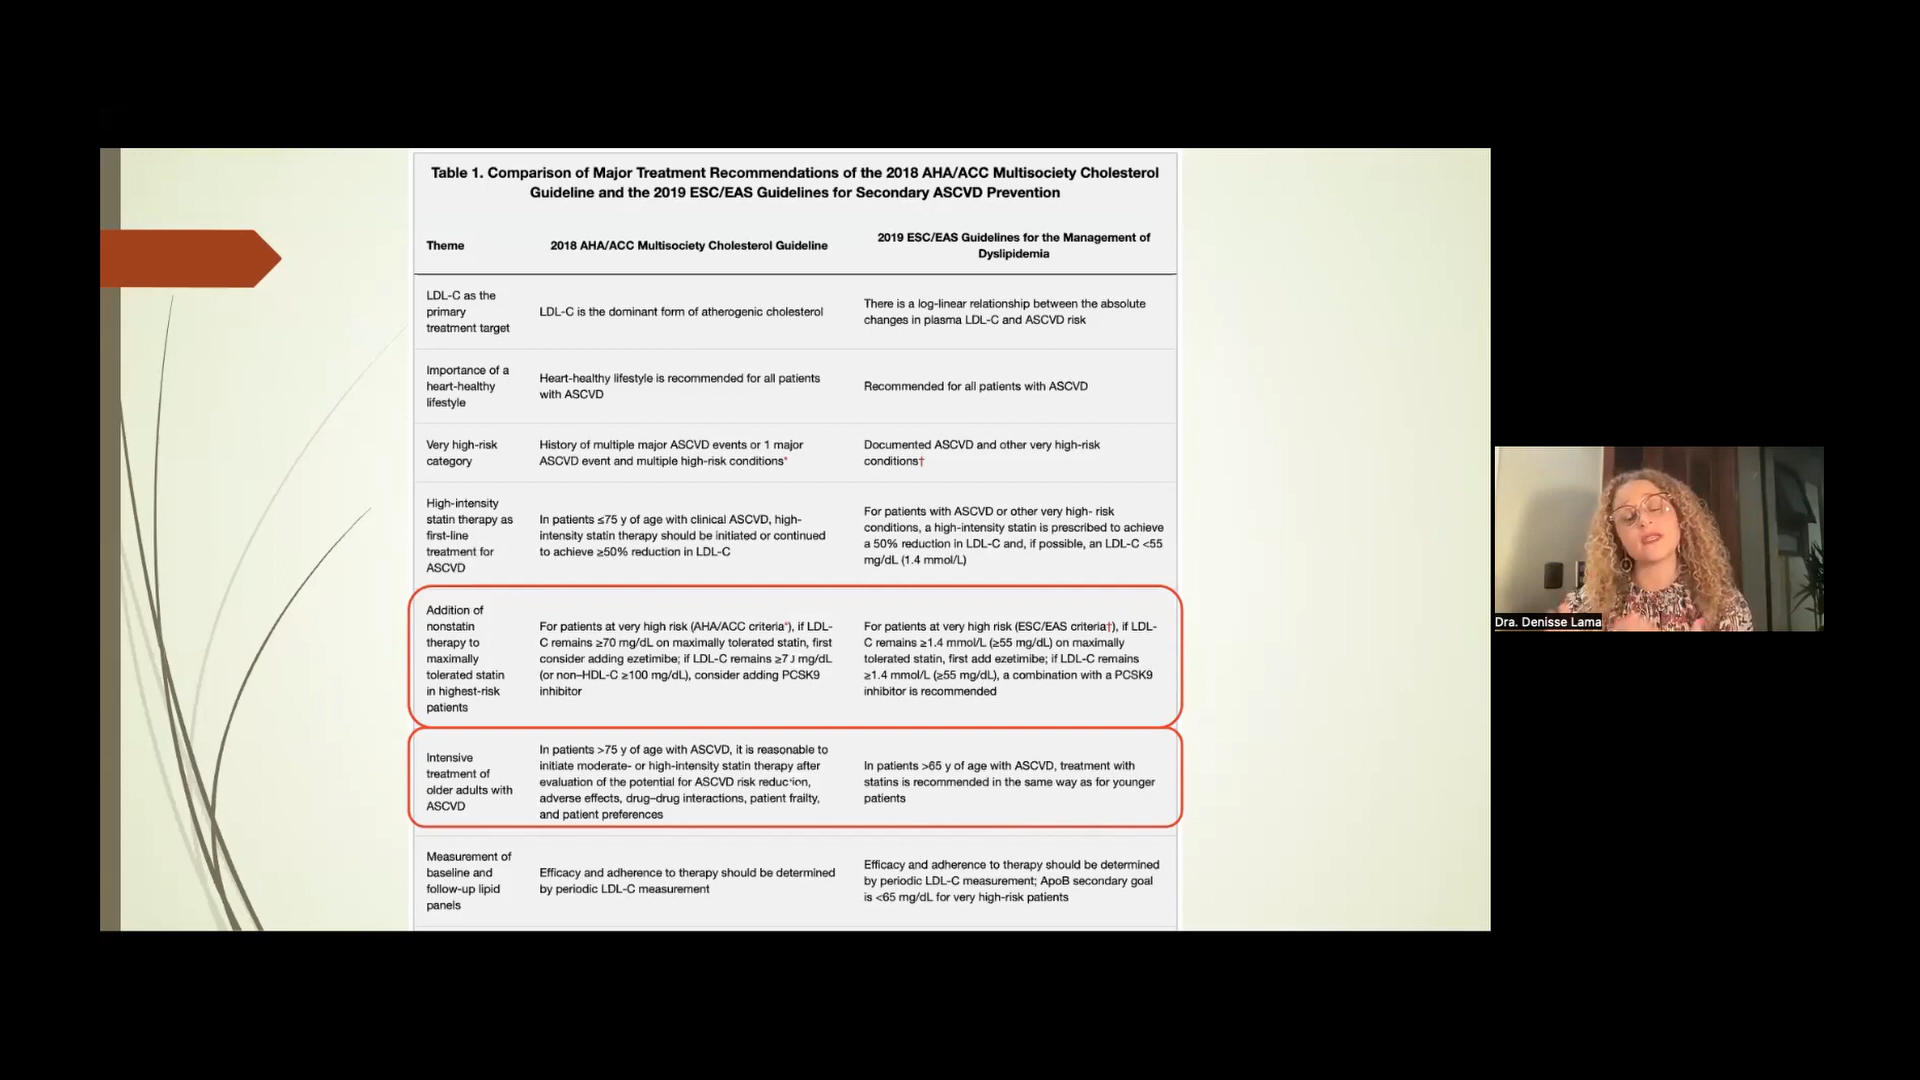 Table 1. Comparison of Major Treatment Recommendations of the 2018 AHA/ACC Multisociety Cholesterol
Guideline and the 2019 ESC/EAS Guidelines for Secondary ASCVD Prevention
Theme
2018 AHA/ACC Multisociety Cholesterol Guideline
2019 ESC/EAS Guidelines for the Management of
Dyslipidemia
LDL-C as the
primary
treatment target
LDL-C is the dominant form of atherogenic cholesterol
There is a log-linear relationship between the absolute
changes in plasma LDL-C and ASCVD risk
Importance of a
heart-healthy
lifestyle
Heart-healthy lifestyle is recommended for all patients
with ASCVD
Recommended for all patients with ASCVD
Very high-risk
category
History of multiple major ASCVD events or 1 major
ASCVD event and multiple high-risk conditions*
Documented ASCVD and other very high-risk
conditions†
High-intensity
statin therapy as
first-line
treatment for
ASCVD
In patients ≤75 y of age with clinical ASCVD, high-
intensity statin therapy should be initiated or continued
to achieve ≥50% reduction in LDL-C
For patients with ASCVD or other very high- risk
conditions, a high-intensity statin is prescribed to achieve
a 50% reduction in LDL-C and, if possible, an LDL-C <55
mg/dL (1.4 mmol/L)
Addition of
nonstatin
therapy to
maximally
tolerated statin
in highest-risk
patients
For patients at very high risk (AHA/ACC criteria*), if LDL-
C remains ≥70 mg/dL on maximally tolerated statin, first
consider adding ezetimibe; if LDL-C remains ≥70 mg/dL
(or non–HDL-C ≥100 mg/dL), consider adding PCSK9
inhibitor
For patients at very high risk (ESC/EAS criteria†), if LDL-
C remains ≥1.4 mmol/L (≥55 mg/dL) on maximally
tolerated statin, first add ezetimibe; if LDL-C remains
≥1.4 mmol/L (≥55 mg/dL), a combination with a PCSK9
inhibitor is recommended
Intensive
treatment of
older adults with
ASCVD
In patients >75 y of age with ASCVD, it is reasonable to
initiate moderate- or high-intensity statin therapy after
evaluation of the potential for ASCVD risk reduction,
adverse effects, drug–drug interactions, patient frailty,
and patient preferences
In patients >65 y of age with ASCVD, treatment with
statins is recommended in the same way as for younger
patients
Measurement of
baseline and
follow-up lipid
panels
Efficacy and adherence to therapy should be determined
by periodic LDL-C measurement
Efficacy and adherence to therapy should be determined
by periodic LDL-C measurement; ApoB secondary goal
is <65 mg/dL for very high-risk patients
Dra. Denisse Lama